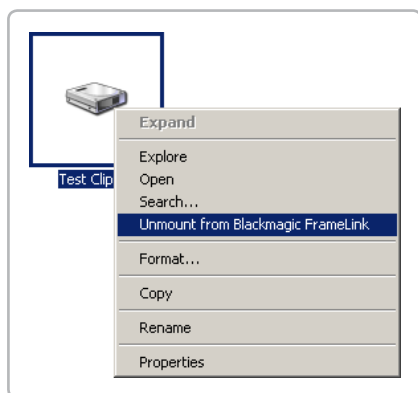 Expand
Explore
Open
Search...
Test Clip
Unmount from Blackmagic FrameLink
Format...
Copy
Rename
Properties